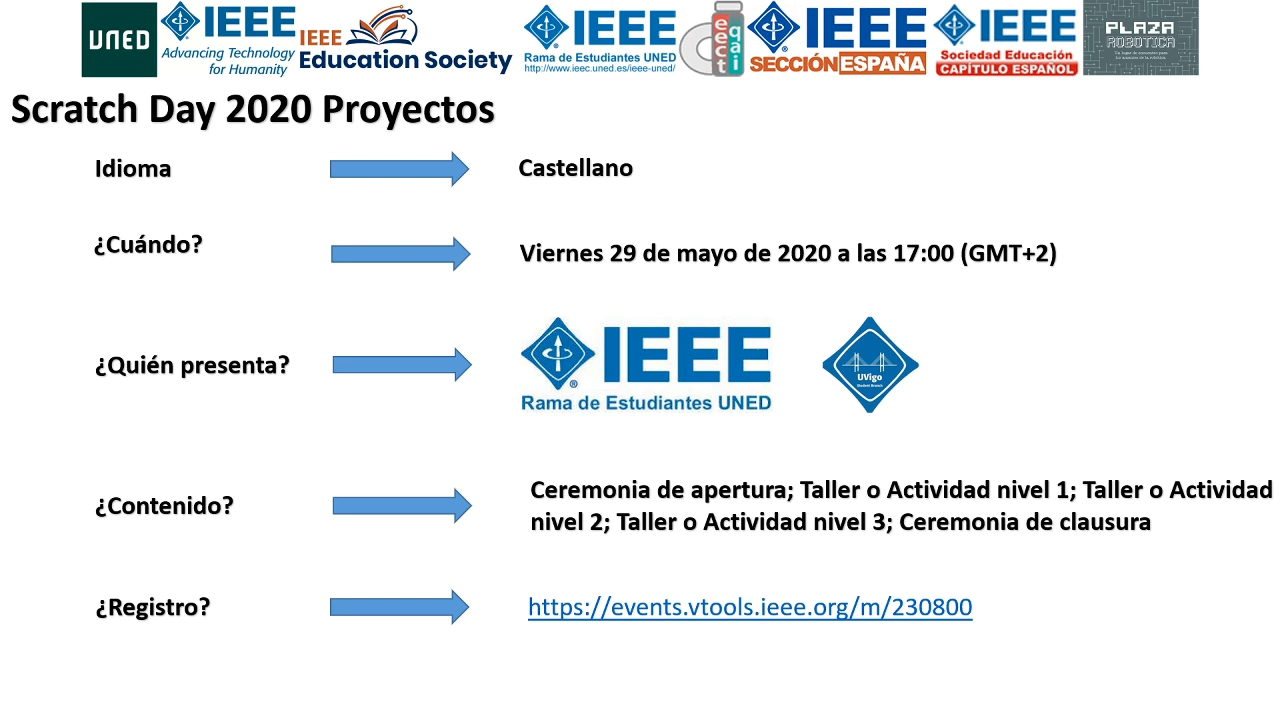 UNED
IEEE
Advancing Technology
for Humanity
IEEE
Education Society
IEEE
Rama de Estudiantes UNED
http://www.ieec.uned.es/ieee-uned/
IEEE
SECCIÓN ESPAÑA
IEEE
Sociedad Educación
CAPÍTULO ESPAÑOL
PLAZA
ROBOTICA
Scratch Day 2020 Proyectos
Idioma
Castellano
¿Cuándo?
Viernes 29 de mayo de 2020 a las 17:00 (GMT+2)
¿Quién presenta?
IEEE
Rama de Estudiantes UNED
UVigo
Student Branch
¿Contenido?
Ceremonia de apertura; Taller o Actividad nivel 1; Taller o Actividad
nivel 2; Taller o Actividad nivel 3; Ceremonia de clausura
¿Registro?
https://events.vtools.ieee.org/m/230800